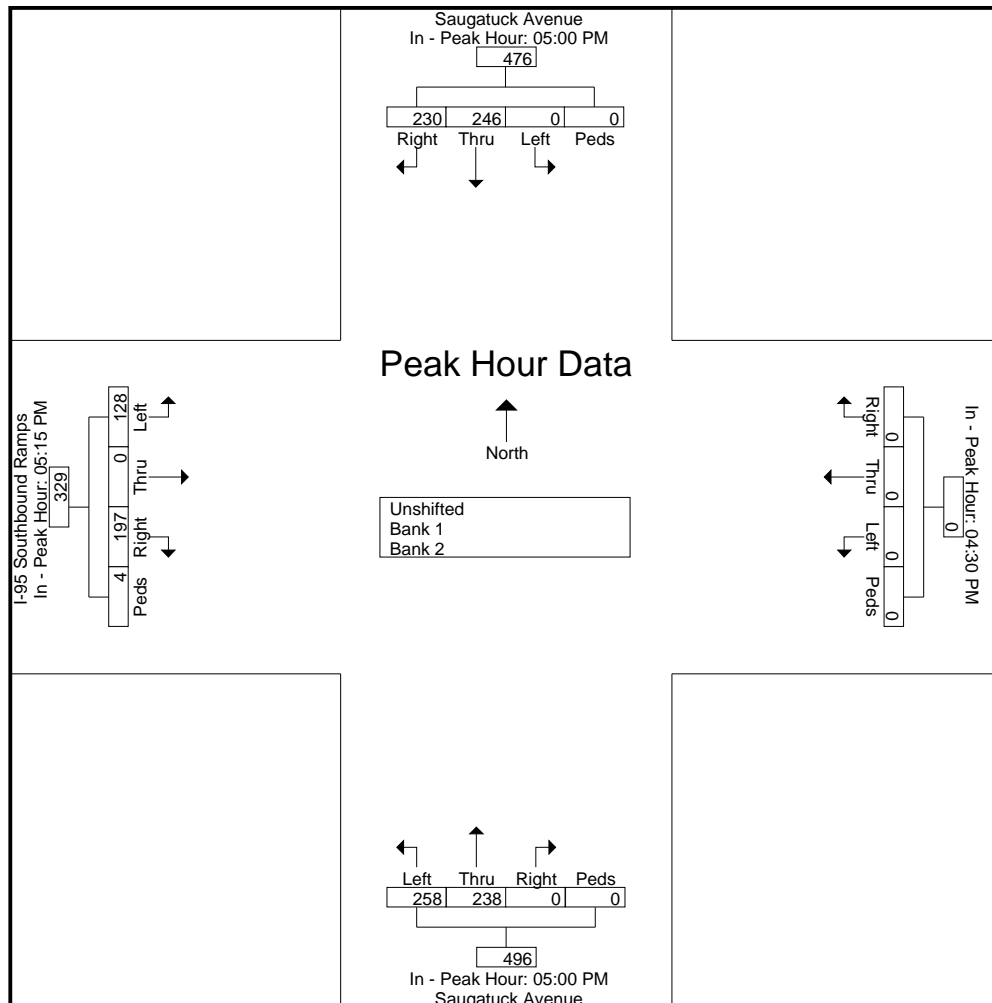 Saugatuck Avenue
In - Peak Hour: 05:00 PM
476
230 246 0 0
Right Thru Left Peds
Peak Hour Data
North
Unshifted
Bank 1
Bank 2
I-95 Southbound Ramps
In - Peak Hour: 05:15 PM
329
128 0 197 4
Left Thru Right Peds
In - Peak Hour: 04:30 PM
0
0 0 0 0
Right Thru Left Peds
Left Thru Right Peds
258 238 0 0
496
In - Peak Hour: 05:00 PM
Saugatuck Avenue